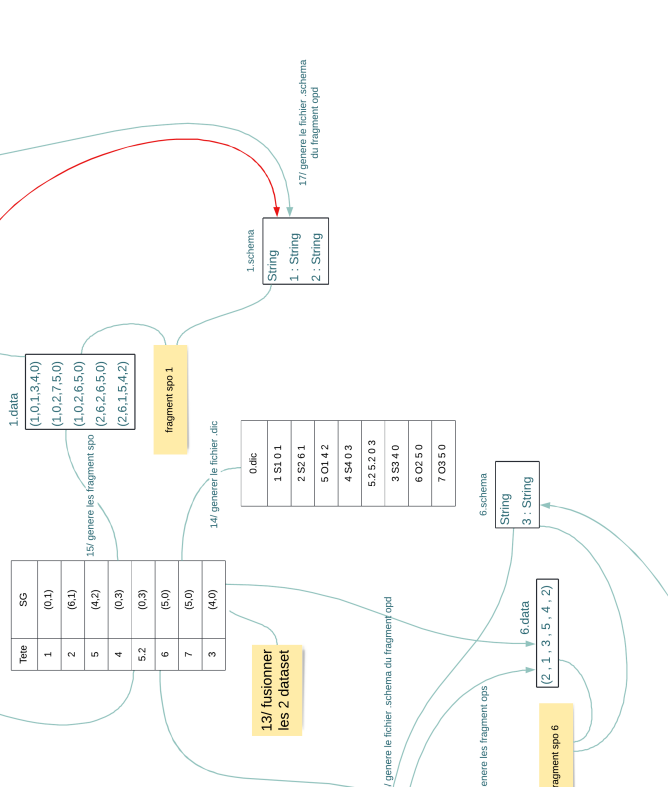 17/ genere le fichier .schema
du fragment opd
1.schema
String
1 : String
2 : String
1.data
(1,0,1,3,4,0)
(1,0,2,7,5,0)
(1,0,2,6,5,0)
(2,6,2,6,5,0)
(2,6,1,5,4,2)
fragment spo 1
15/ genere les fragment spo
14/ generer le fichier .dic
0.dic
1 S1 0 1
2 S2 6 1
5 O1 4 2
4 S4 0 3
5.2 5.2 0 3
3 S3 4 0
6 O2 5 0
7 O3 5 0
6.schema
String
3 : String
Tete SG
1 (0,1)
2 (6,1)
5 (4,2)
4 (0,3)
5.2 (0,3)
6 (5,0)
7 (5,0)
3 (4,0)
13/ fusionner
les 2 dataset
6.data
(2 , 1 , 3 , 5 , 4 , 2)
/ genere le fichier .schema du fragment opd
enere les fragment ops
ragment spo 6